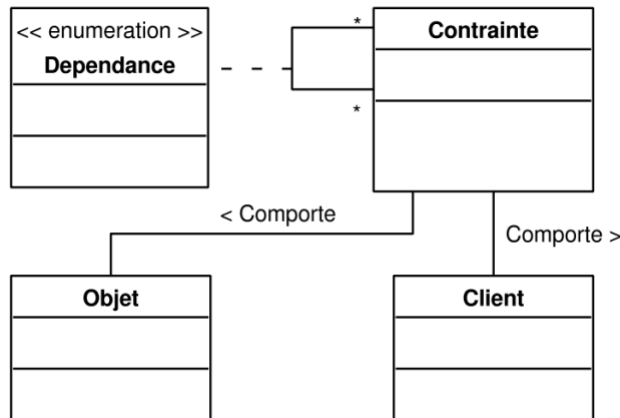 << enumeration >>
Dependance
*
Contrainte
*
< Comporte
Comporte >
Objet
Client